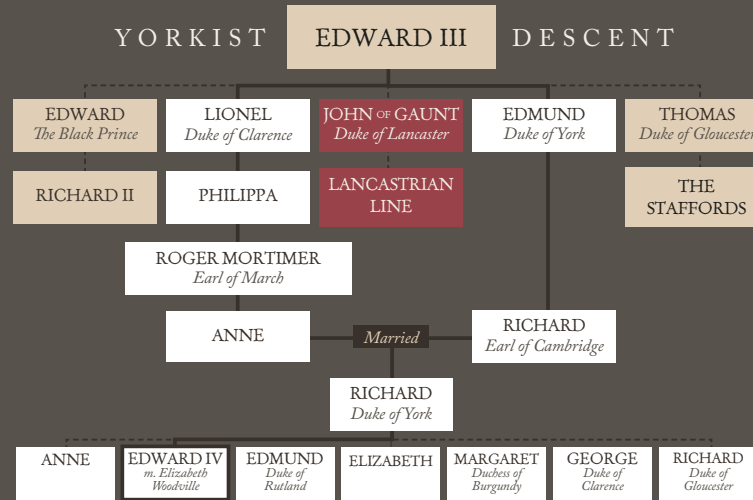 YORKIST EDWARD III DESCENT
EDWARD
The Black Prince
LIONEL
Duke of Clarence
JOHN OF GAUNT
Duke of Lancaster
EDMUND
Duke of York
THOMAS
Duke of Gloucester
RICHARD II
PHILIPPA
LANCASTRIAN
LINE
THE
STAFFORDS
ROGER MORTIMER
Earl of March
ANNE
Married
RICHARD
Earl of Cambridge
RICHARD
Duke of York
ANNE
EDWARD IV
m. Elizabeth
Woodville
EDMUND
Duke of
Rutland
ELIZABETH
MARGARET
Duchess of
Burgundy
GEORGE
Duke of
Clarence
RICHARD
Duke of
Gloucester